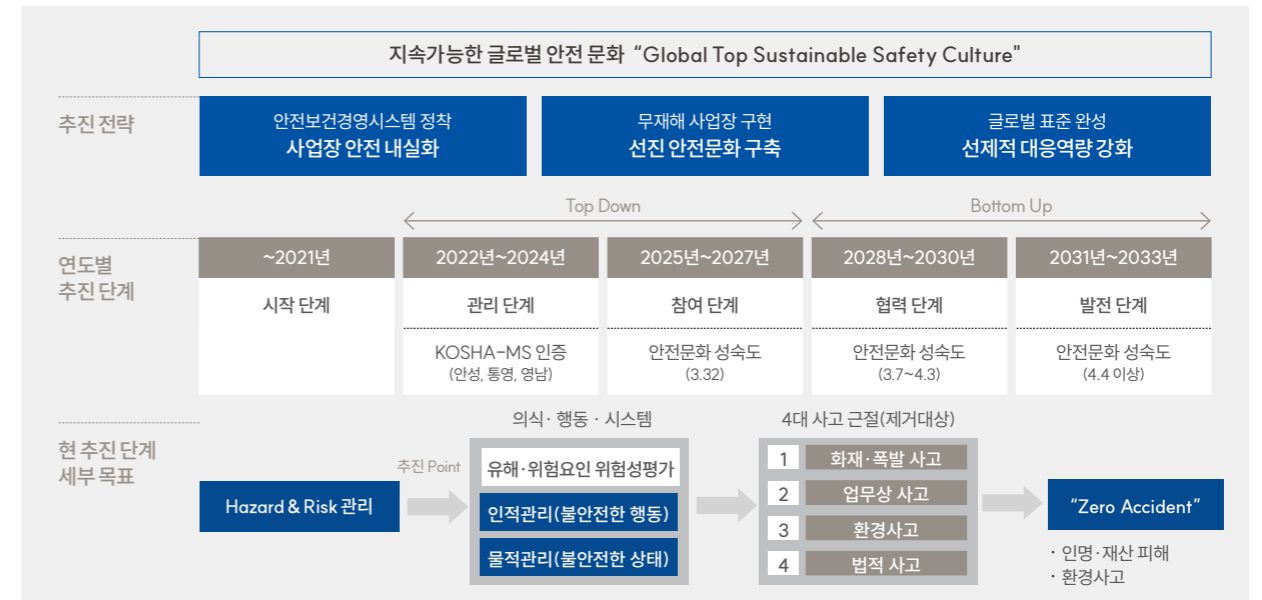 지속가능한 글로벌 안전 문화 “Global Top Sustainable Safety Culture"
추진 전략
안전보건경영시스템 정착
사업장 안전 내실화
무재해 사업장 구현
선진 안전문화 구축
글로벌 표준 완성
선제적 대응역량 강화
Top Down
Bottom Up
연도별
추진 단계
~2021년
2022년~2024년
2025년~2027년
2028년~2030년
2031년~2033년
시작 단계
관리 단계
참여 단계
협력 단계
발전 단계
KOSHA-MS 인증
(안성, 통영, 영남)
안전문화 성숙도
(3.32)
안전문화 성숙도
(3.7~4.3)
안전문화 성숙도
(4.4 이상)
현 추진 단계
세부 목표
Hazard & Risk 관리
추진 Point
의식 · 행동 · 시스템
유해·위험요인 위험성평가
인적관리(불안전한 행동)
물적관리(불안전한 상태)
4대 사고 근절(제거대상)
1 화재·폭발 사고
2 업무상 사고
3 환경사고
4 법적 사고
“Zero Accident”
· 인명·재산 피해
· 환경사고